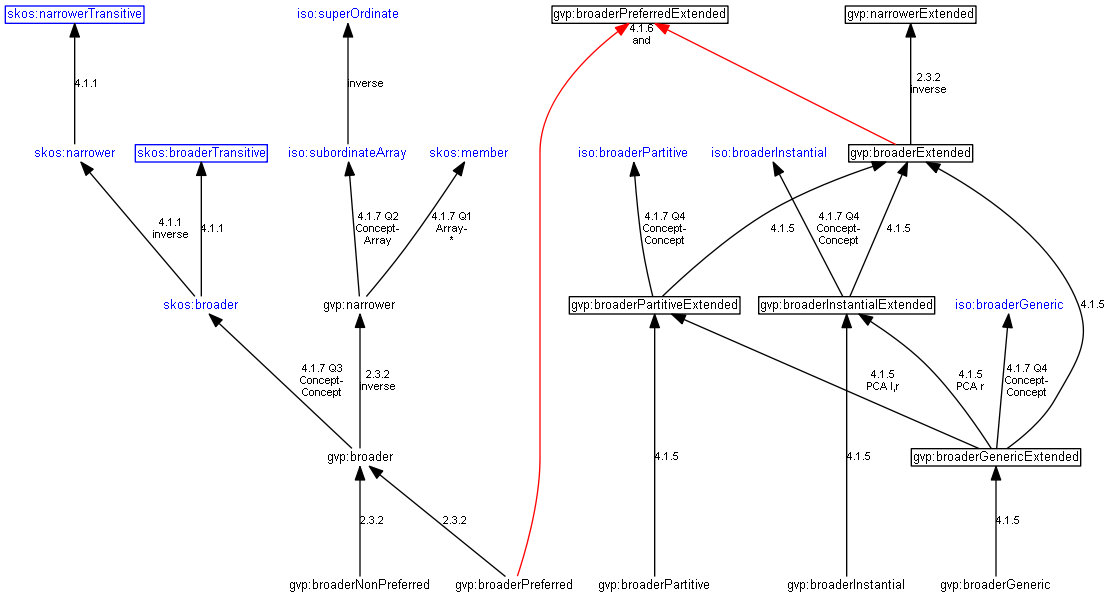 skos:narrowerTransitive
iso:superOrdinate
gvp:broaderPreferredExtended
gvp:narrowerExtended
4.1.6
and
4.1.1
inverse
2.3.2
inverse
skos:narrower
skos:broaderTransitive
iso:subordinateArray
skos:member
iso:broaderPartitive
iso:broaderInstantial
gvp:broaderExtended
4.1.1
inverse
4.1.1
4.1.7 Q2
Concept-
Array
4.1.7 Q1
Array-
*
4.1.7 Q4
Concept-
Concept
4.1.5
4.1.7 Q4
Concept-
Concept
4.1.5
skos:broader
gvp:narrower
gvp:broaderPartitiveExtended
gvp:broaderInstantialExtended
iso:broaderGeneric
4.1.5
4.1.7 Q3
Concept-
Concept
2.3.2
inverse
4.1.5
PCA l,r
4.1.5
PCA r
4.1.7 Q4
Concept-
Concept
gvp:broader
4.1.5
4.1.5
gvp:broaderGenericExtended
2.3.2
2.3.2
4.1.5
gvp:broaderNonPreferred
gvp:broaderPreferred
gvp:broaderPartitive
gvp:broaderInstantial
gvp:broaderGeneric